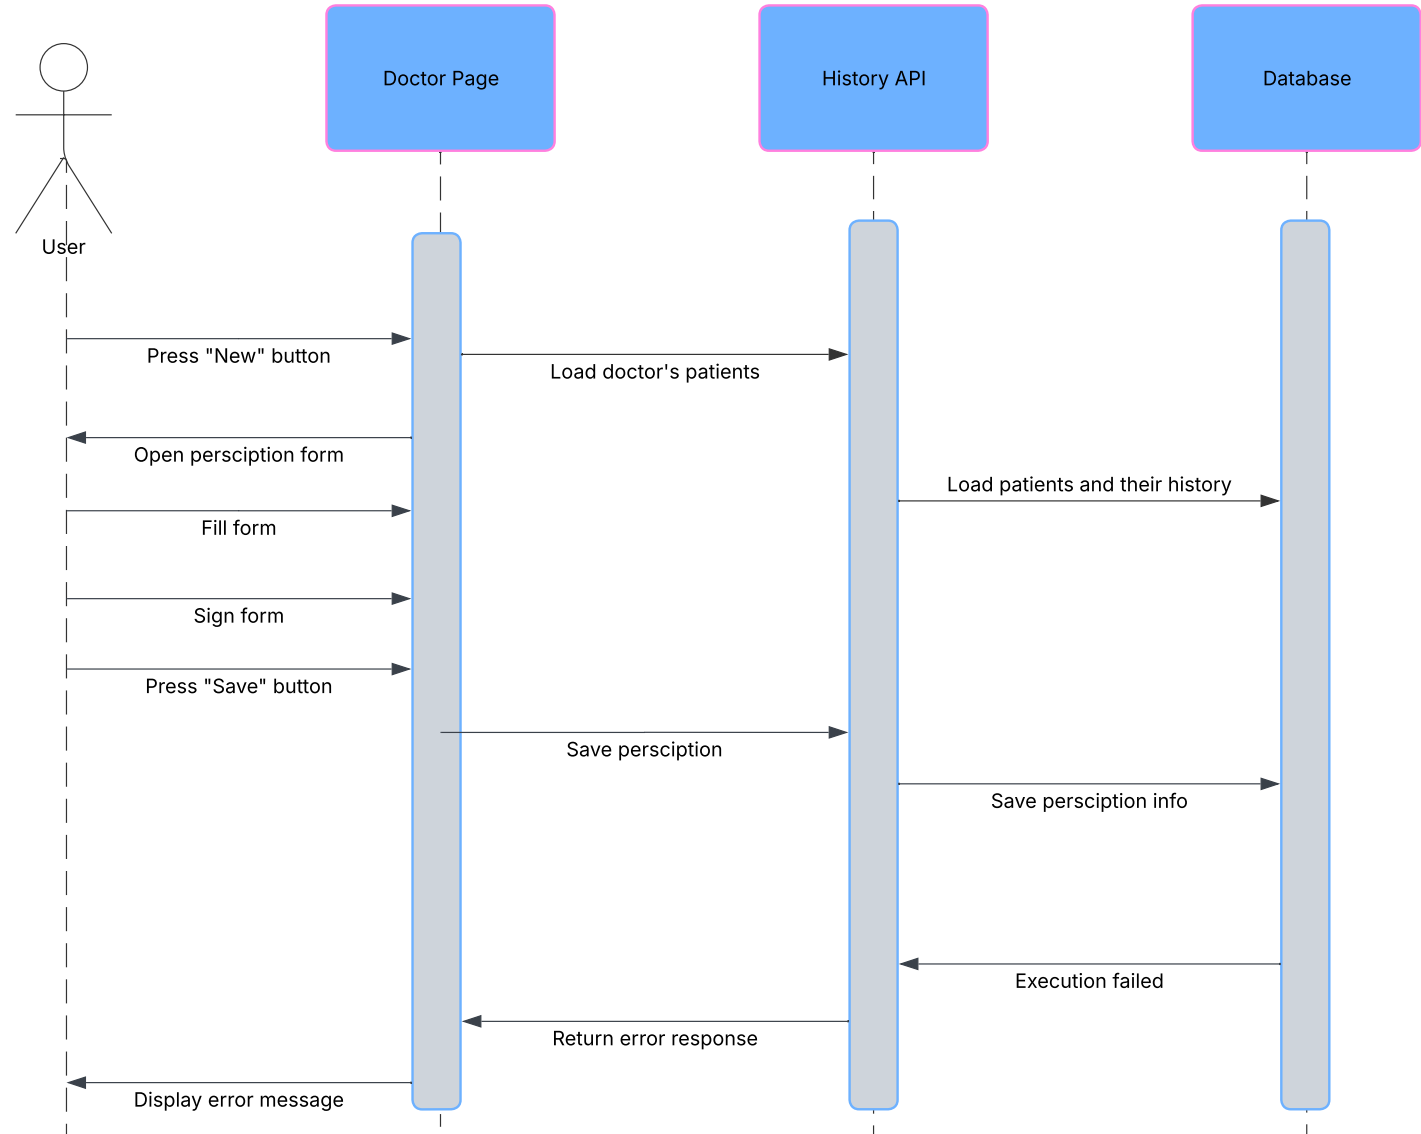 Doctor Page
History API
Database
User
Press "New" button
Load doctor's patients
Open persciption form
Load patients and their history
Fill form
Sign form
Press "Save" button
Save persciption
Save persciption info
Execution failed
Return error response
Display error message